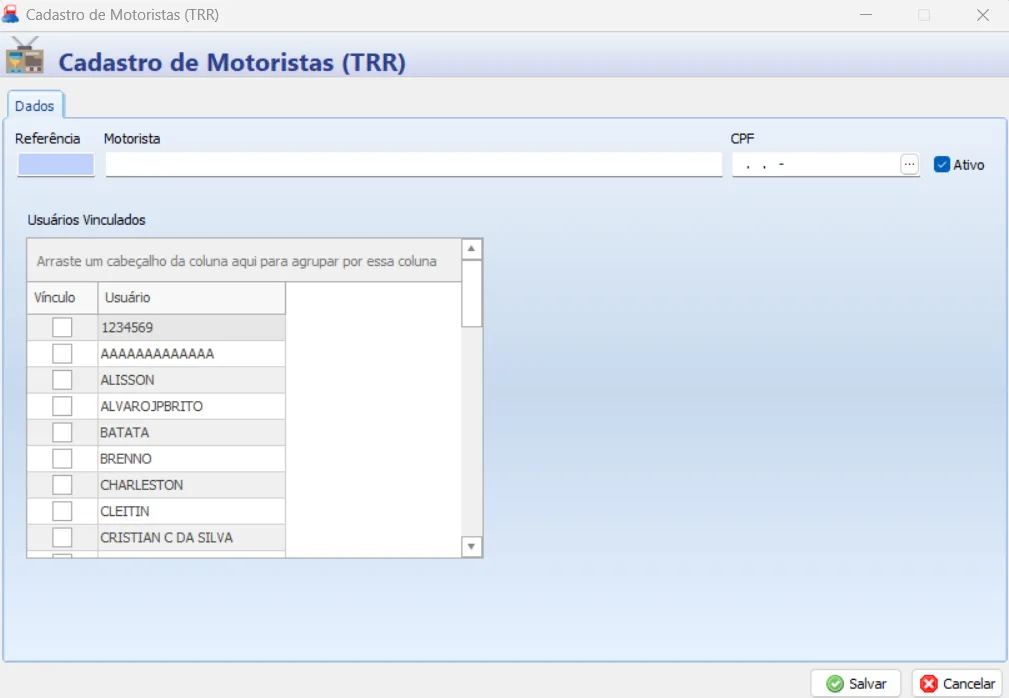 Cadastro de Motoristas (TRR)
Cadastro de Motoristas (TRR)
Dados
Referência Motorista CPF
. . - ... Ativo
Usuários Vinculados
Arraste um cabeçalho da coluna aqui para agrupar por essa coluna
Vínculo Usuário
1234569
AAAAAAAAAAAAA
ALISSON
ALVAROJPBRITO
BATATA
BRENNO
CHARLESTON
CLEITIN
CRISTIAN C DA SILVA
Salvar Cancelar